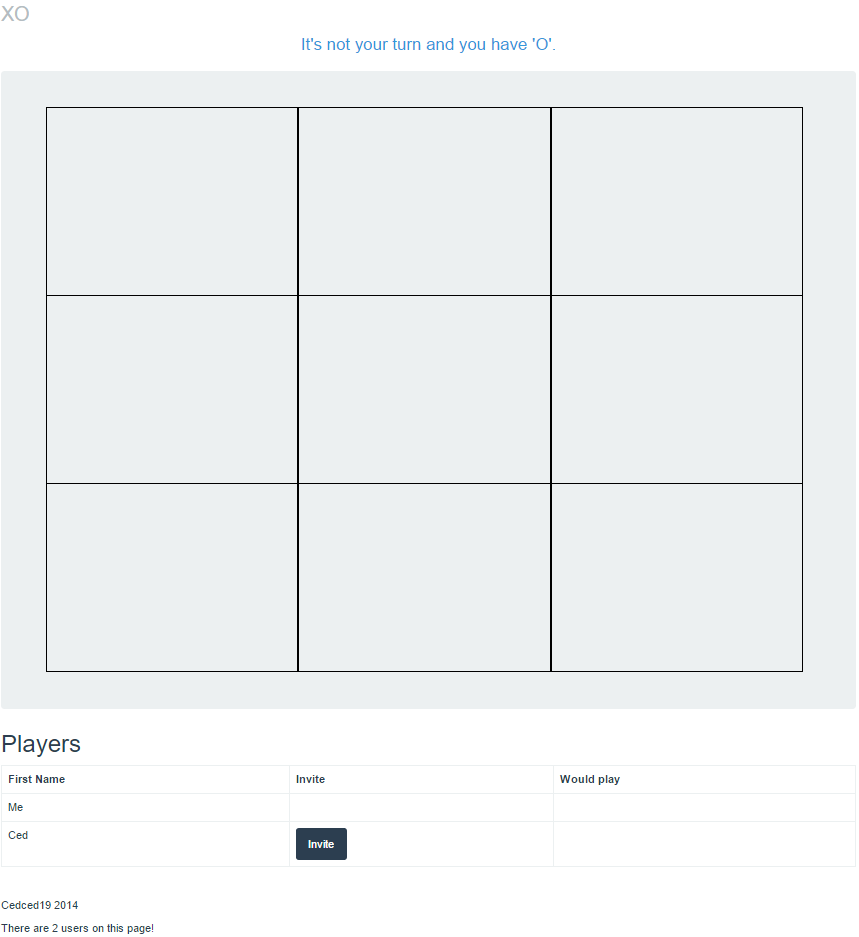 XO
It's not your turn and you have 'O'.
Players
First Name Invite Would play
Me
Ced Invite
Cedced19 2014
There are 2 users on this page!